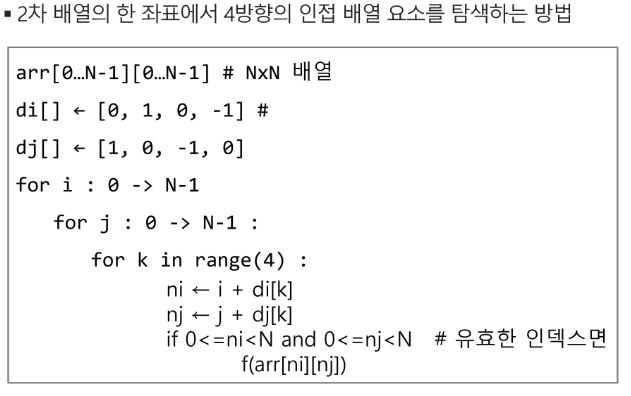 ▪ 2차 배열의 한 좌표에서 4방향의 인접 배열 요소를 탐색하는 방법
arr[0…N-1][0…N-1] # NxN 배열
di[] ← [0, 1, 0, -1] #
dj[] ← [1, 0, -1, 0]
for i : 0 -> N-1
for j : 0 -> N-1 :
for k in range(4) :
ni ← i + di[k]
nj ← j + dj[k]
if 0<=ni<N and 0<=nj<N # 유효한 인덱스면
f(arr[ni][nj])